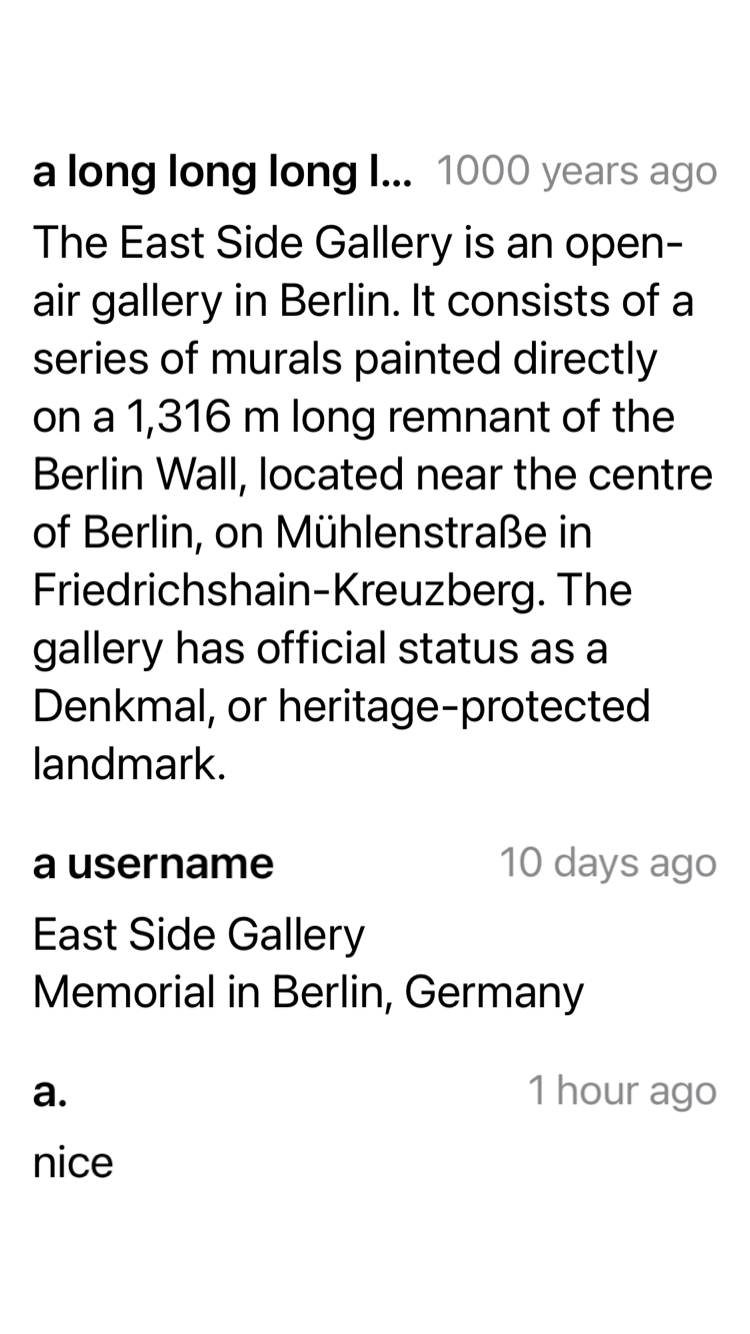 a long long long l... 1000 years ago
The East Side Gallery is an open-
air gallery in Berlin. It consists of a
series of murals painted directly
on a 1,316 m long remnant of the
Berlin Wall, located near the centre
of Berlin, on Mühlenstraße in
Friedrichshain-Kreuzberg. The
gallery has official status as a
Denkmal, or heritage-protected
landmark.
a username 10 days ago
East Side Gallery
Memorial in Berlin, Germany
a. 1 hour ago
nice